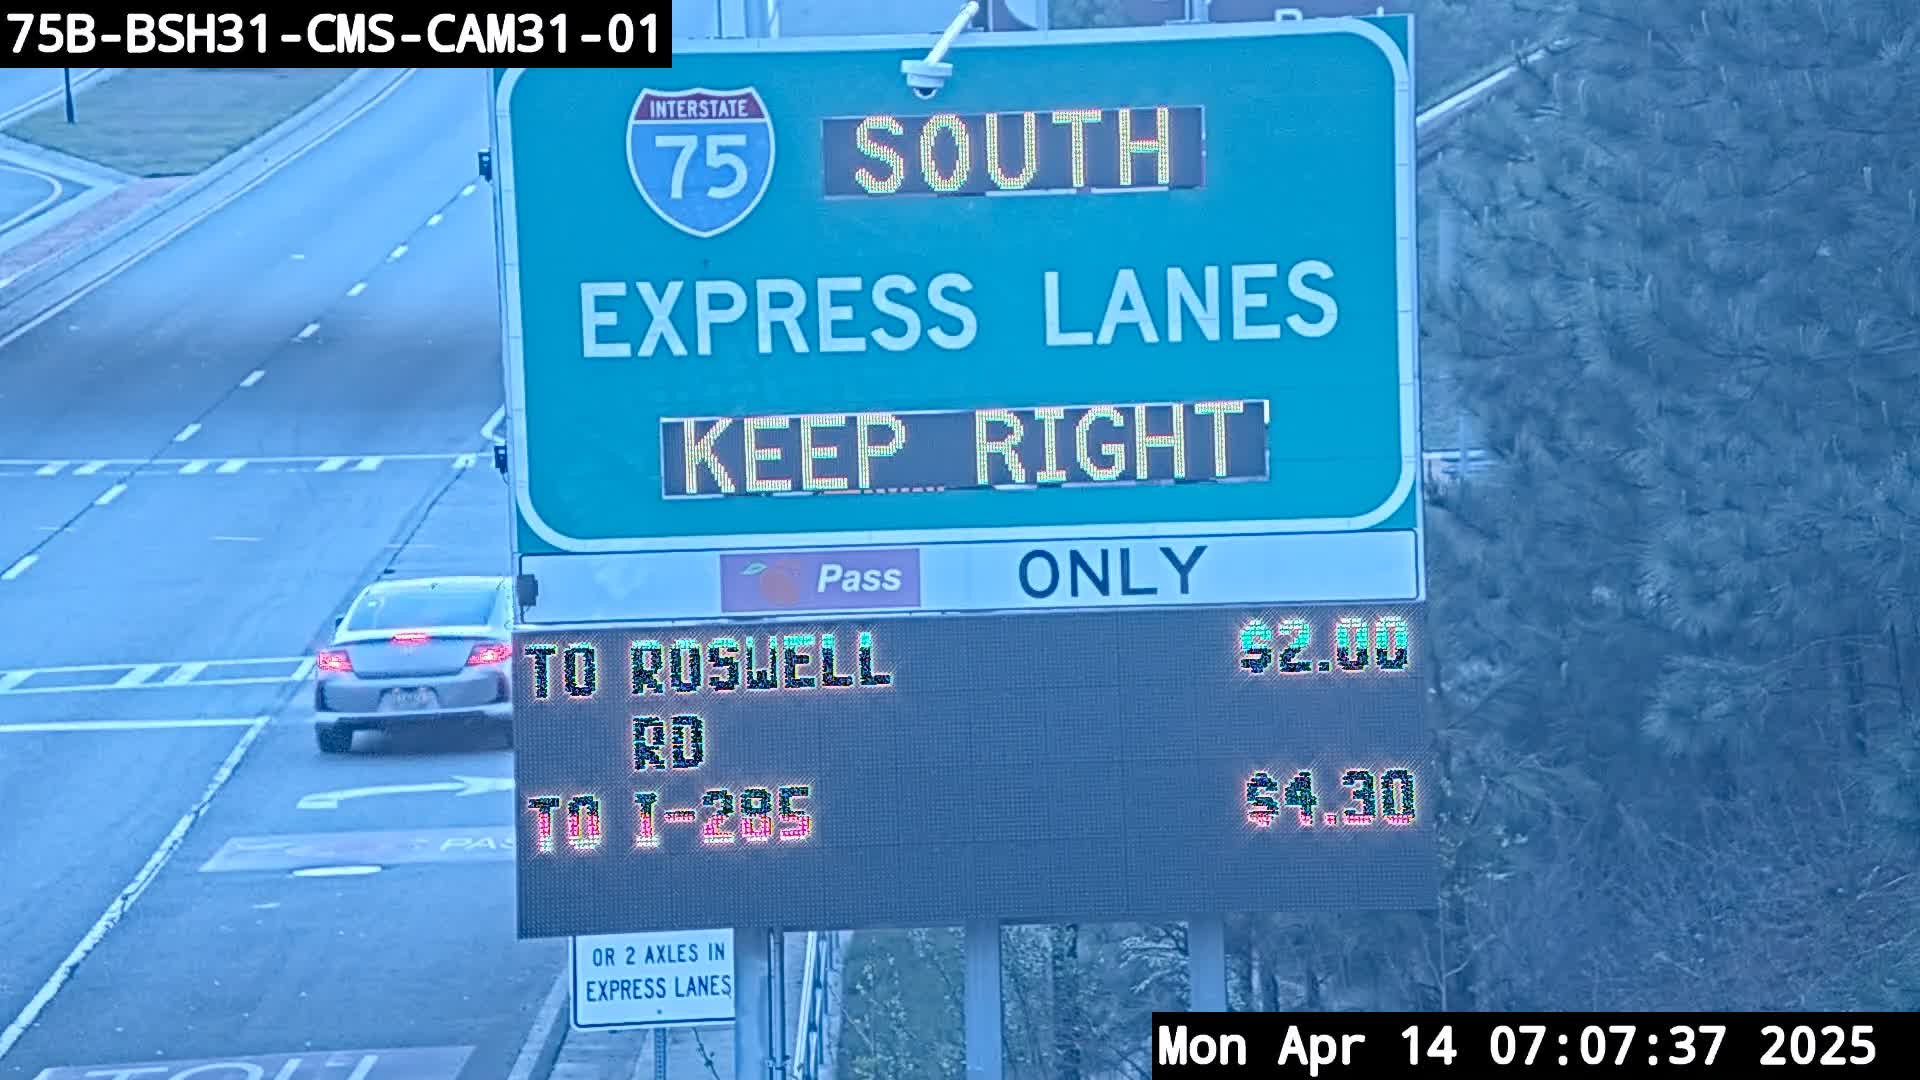 75B-BSH31-CMS-CAM31-01
INTERSTATE
75
SOUTH
EXPRESS LANES
KEEP RIGHT
Pass ONLY
TO ROSWELL $2.00
RD
TO I-285 $4.30
OR 2 AXLES IN
EXPRESS LANES
Mon Apr 14 07:07:37 2025